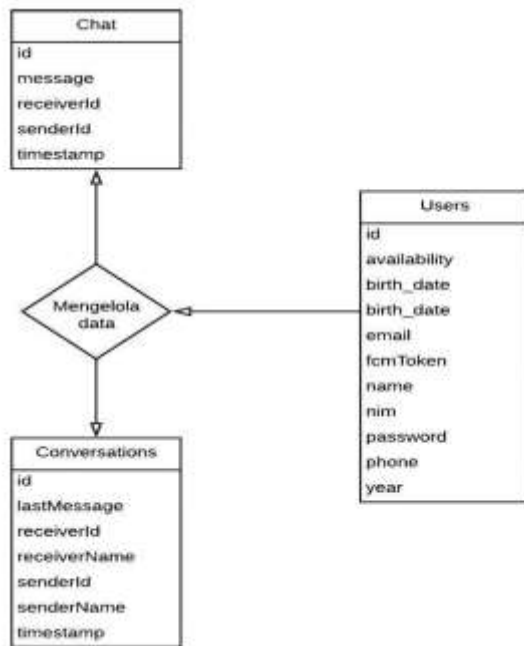 Chat
id
message
receiverId
senderId
timestamp
Mengelola
data
Users
id
availability
birth_date
birth_date
email
fcmToken
name
nim
password
phone
year
Conversations
id
lastMessage
receiverId
receiverName
senderId
senderName
timestamp